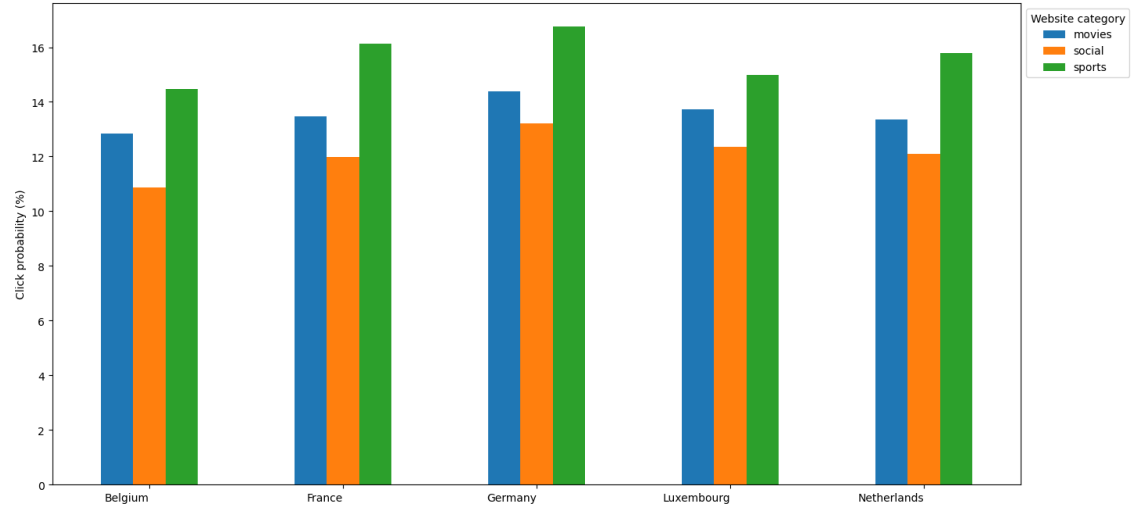 Website category
movies
social
sports
Click probability (%)
16
14
12
10
8
6
4
2
0
Belgium
France
Germany
Luxembourg
Netherlands